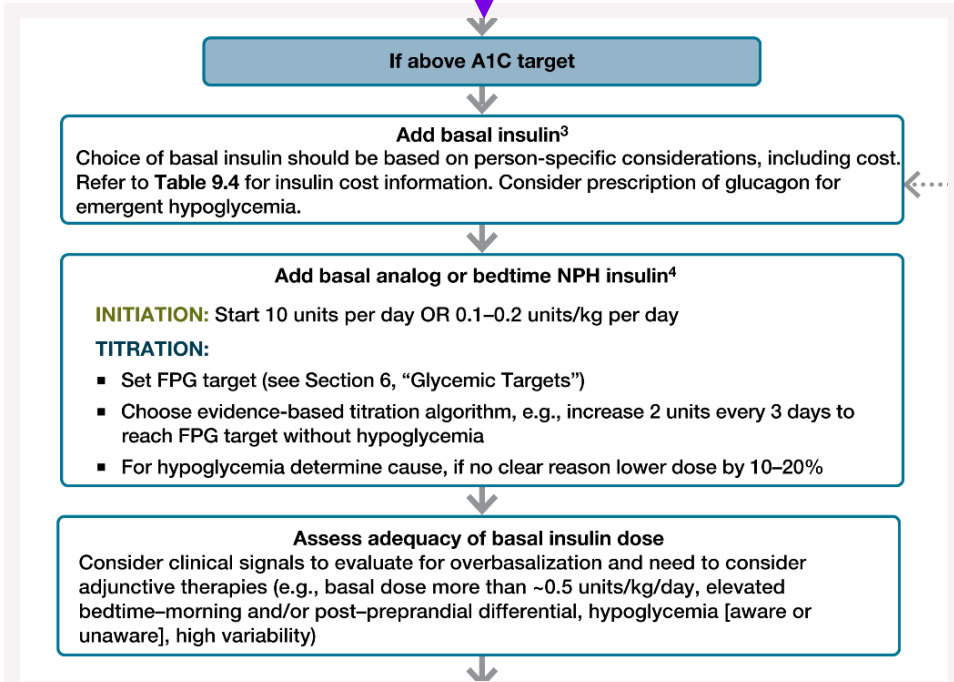 If above A1C target
Add basal insulin³
Choice of basal insulin should be based on person-specific considerations, including cost.
Refer to Table 9.4 for insulin cost information. Consider prescription of glucagon for
emergent hypoglycemia.
Add basal analog or bedtime NPH insulin⁴
INITIATION: Start 10 units per day OR 0.1–0.2 units/kg per day
TITRATION:
▪ Set FPG target (see Section 6, “Glycemic Targets”)
▪ Choose evidence-based titration algorithm, e.g., increase 2 units every 3 days to
reach FPG target without hypoglycemia
▪ For hypoglycemia determine cause, if no clear reason lower dose by 10–20%
Assess adequacy of basal insulin dose
Consider clinical signals to evaluate for overbasalization and need to consider
adjunctive therapies (e.g., basal dose more than ~0.5 units/kg/day, elevated
bedtime–morning and/or post–preprandial differential, hypoglycemia [aware or
unaware], high variability)